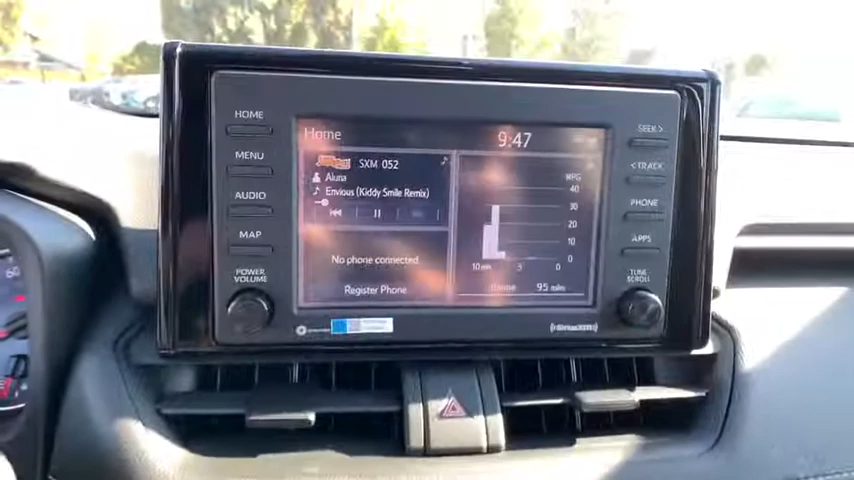 HOME
MENU
AUDIO
MAP
POWER
VOLUME
Home
9:47
SXM 052
Aluna
Envious (Kiddy Smile Remix)
No phone connected
Register Phone
MPG
40
30
20
10
0
10 min
5
0
95 miles
SEEK >
< TRACK
PHONE
APPS
TUNE
SCROLL
((SiriusXM))
60